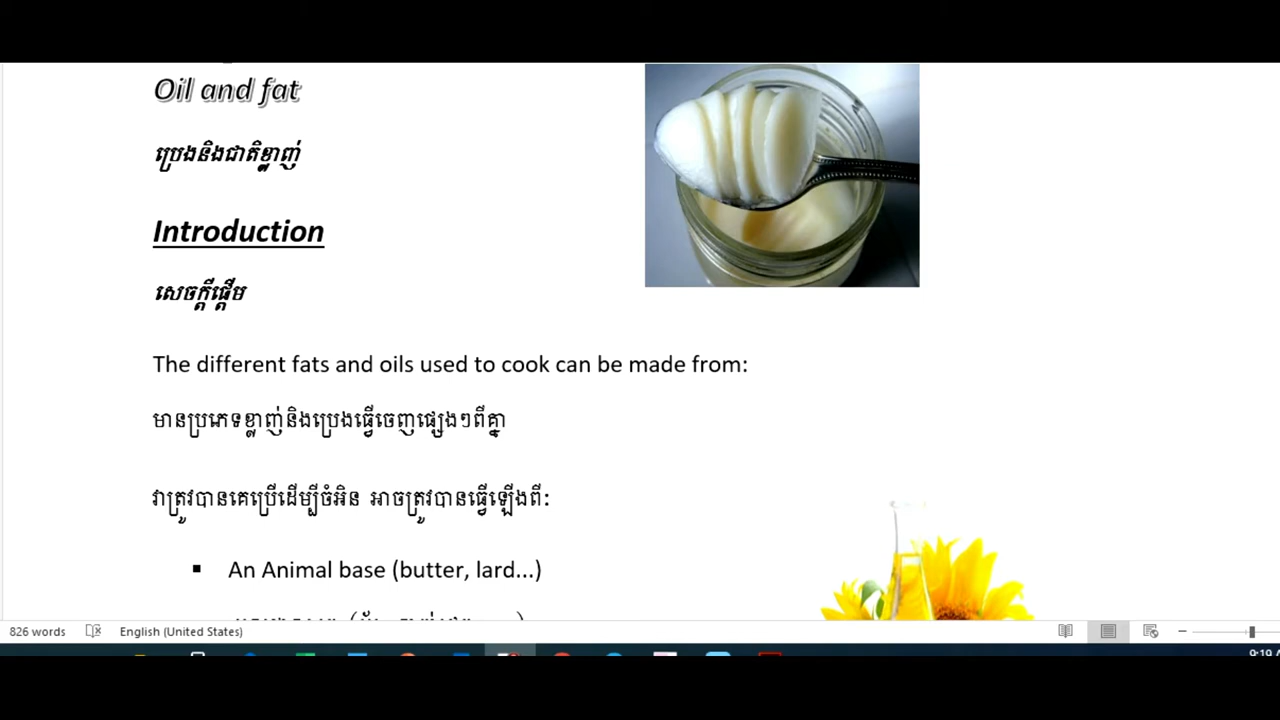 Oil and fat
ប្រេងនិងជាតិខ្លាញ់
Introduction
សេចក្តីផ្តើម
The different fats and oils used to cook can be made from:
មានប្រភេទខ្លាញ់និងប្រេងធ្វើចេញផ្សេងៗពីគ្នា
វាត្រូវបានគេប្រើដើម្បីចំអិន អាចត្រូវបានធ្វើឡើងពី:
▪ An Animal base (butter, lard...)
826 words English (United States)
9:19